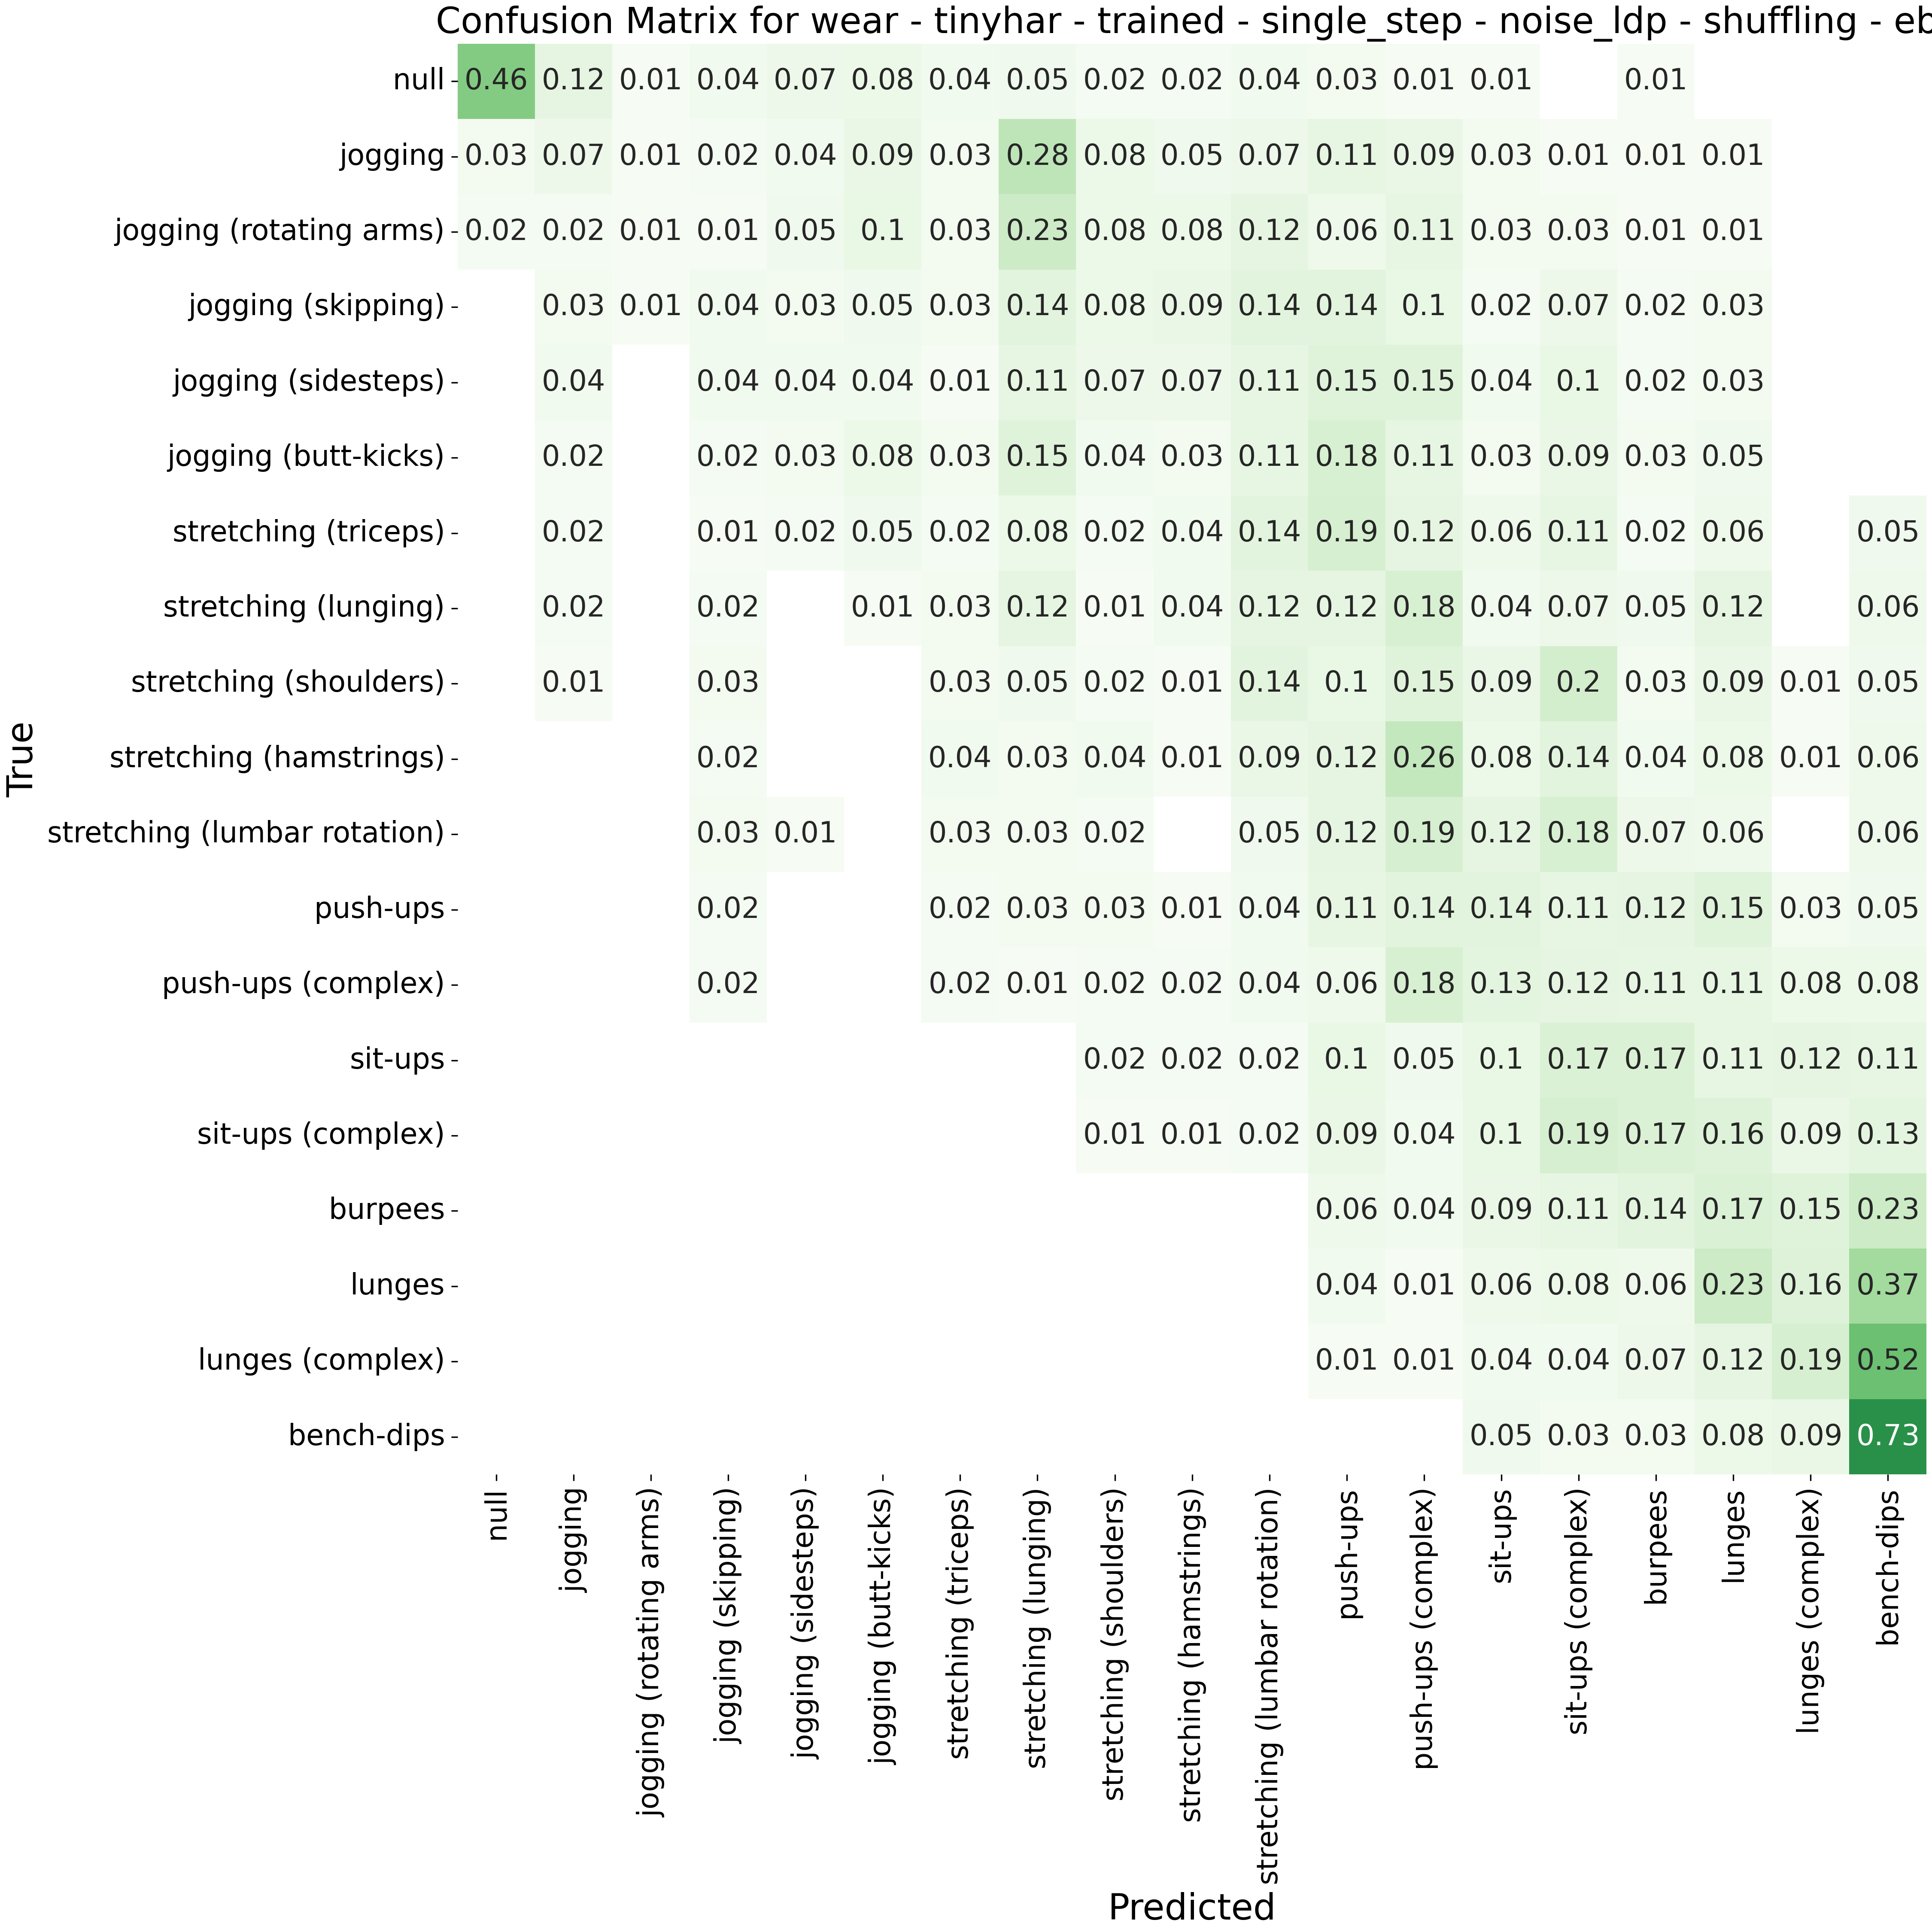 Confusion Matrix for wear - tinyhar - trained - single_step - noise_ldp - shuffling - eb
null 0.46 0.12 0.01 0.04 0.07 0.08 0.04 0.05 0.02 0.02 0.04 0.03 0.01 0.01 0.01
jogging 0.03 0.07 0.01 0.02 0.04 0.09 0.03 0.28 0.08 0.05 0.07 0.11 0.09 0.03 0.01 0.01 0.01
jogging (rotating arms) 0.02 0.02 0.01 0.01 0.05 0.1 0.03 0.23 0.08 0.08 0.12 0.06 0.11 0.03 0.03 0.01 0.01
jogging (skipping) 0.03 0.01 0.04 0.03 0.05 0.03 0.14 0.08 0.09 0.14 0.14 0.1 0.02 0.07 0.02 0.03
jogging (sidesteps) 0.04 0.04 0.04 0.04 0.01 0.11 0.07 0.07 0.11 0.15 0.15 0.04 0.1 0.02 0.03
jogging (butt-kicks) 0.02 0.02 0.03 0.08 0.03 0.15 0.04 0.03 0.11 0.18 0.11 0.03 0.09 0.03 0.05
stretching (triceps) 0.02 0.01 0.02 0.05 0.02 0.08 0.02 0.04 0.14 0.19 0.12 0.06 0.11 0.02 0.06 0.05
stretching (lunging) 0.02 0.02 0.01 0.03 0.12 0.01 0.04 0.12 0.12 0.18 0.04 0.07 0.05 0.12 0.06
stretching (shoulders) 0.01 0.03 0.03 0.05 0.02 0.01 0.14 0.1 0.15 0.09 0.2 0.03 0.09 0.01 0.05
stretching (hamstrings) 0.02 0.04 0.03 0.04 0.01 0.09 0.12 0.26 0.08 0.14 0.04 0.08 0.01 0.06
stretching (lumbar rotation) 0.03 0.01 0.03 0.03 0.02 0.05 0.12 0.19 0.12 0.18 0.07 0.06 0.06
push-ups 0.02 0.02 0.03 0.03 0.01 0.04 0.11 0.14 0.14 0.11 0.12 0.15 0.03 0.05
push-ups (complex) 0.02 0.02 0.01 0.02 0.02 0.04 0.06 0.18 0.13 0.12 0.11 0.11 0.08 0.08
sit-ups 0.02 0.02 0.02 0.1 0.05 0.1 0.17 0.17 0.11 0.12 0.11
sit-ups (complex) 0.01 0.01 0.02 0.09 0.04 0.1 0.19 0.17 0.16 0.09 0.13
burpees 0.06 0.04 0.09 0.11 0.14 0.17 0.15 0.23
lunges 0.04 0.01 0.06 0.08 0.06 0.23 0.16 0.37
lunges (complex) 0.01 0.01 0.04 0.04 0.07 0.12 0.19 0.52
bench-dips 0.05 0.03 0.03 0.08 0.09 0.73
True
null
jogging
jogging (rotating arms)
jogging (skipping)
jogging (sidesteps)
jogging (butt-kicks)
stretching (triceps)
stretching (lunging)
stretching (shoulders)
stretching (hamstrings)
stretching (lumbar rotation)
push-ups
push-ups (complex)
sit-ups
sit-ups (complex)
burpees
lunges
lunges (complex)
bench-dips
Predicted